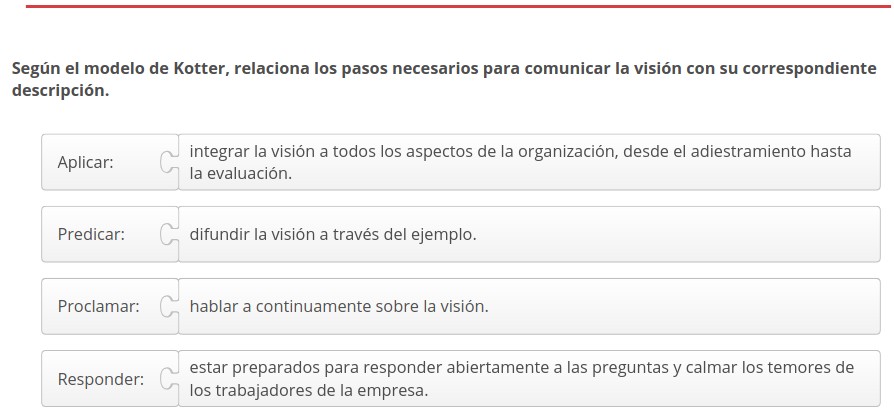 Según el modelo de Kotter, relaciona los pasos necesarios para comunicar la visión con su correspondiente
descripción.
Aplicar:
integrar la visión a todos los aspectos de la organización, desde el adiestramiento hasta
la evaluación.
Predicar:
difundir la visión a través del ejemplo.
Proclamar:
hablar a continuamente sobre la visión.
Responder:
estar preparados para responder abiertamente a las preguntas y calmar los temores de
los trabajadores de la empresa.